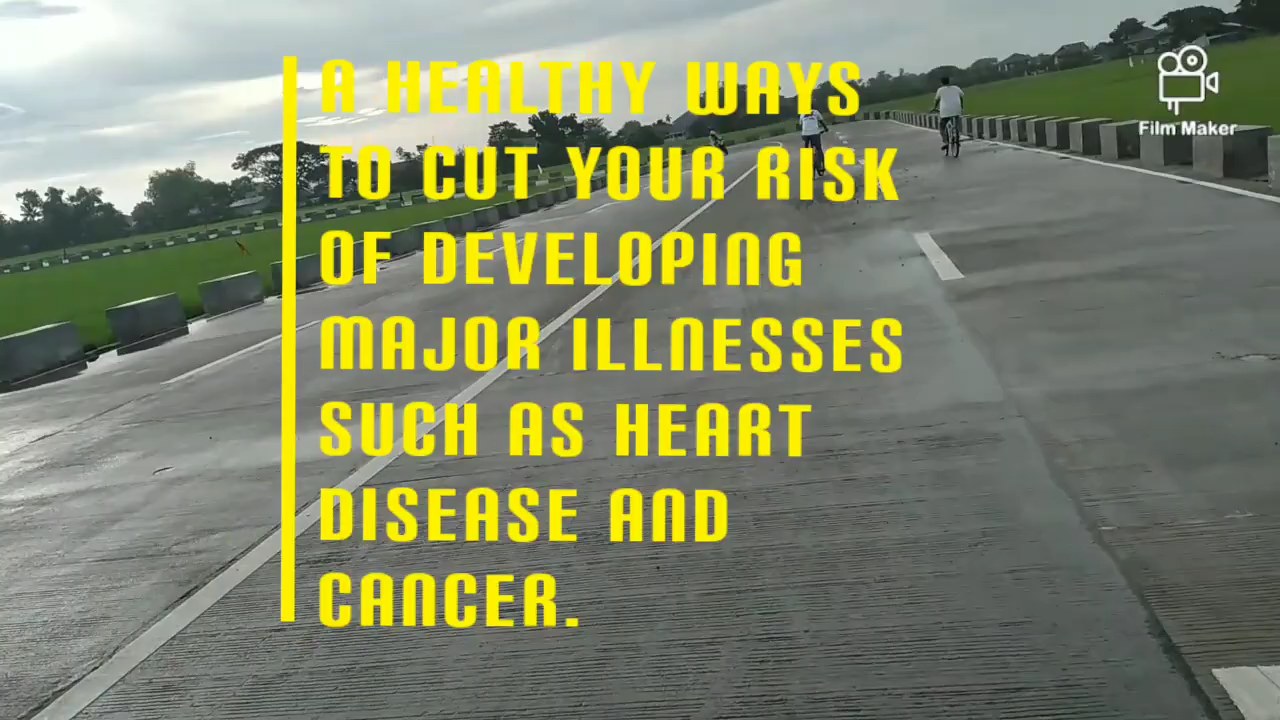 A HEALTHY WAYS
TO CUT YOUR RISK
OF DEVELOPING
MAJOR ILLNESSES
SUCH AS HEART
DISEASE AND
CANCER.
Film Maker